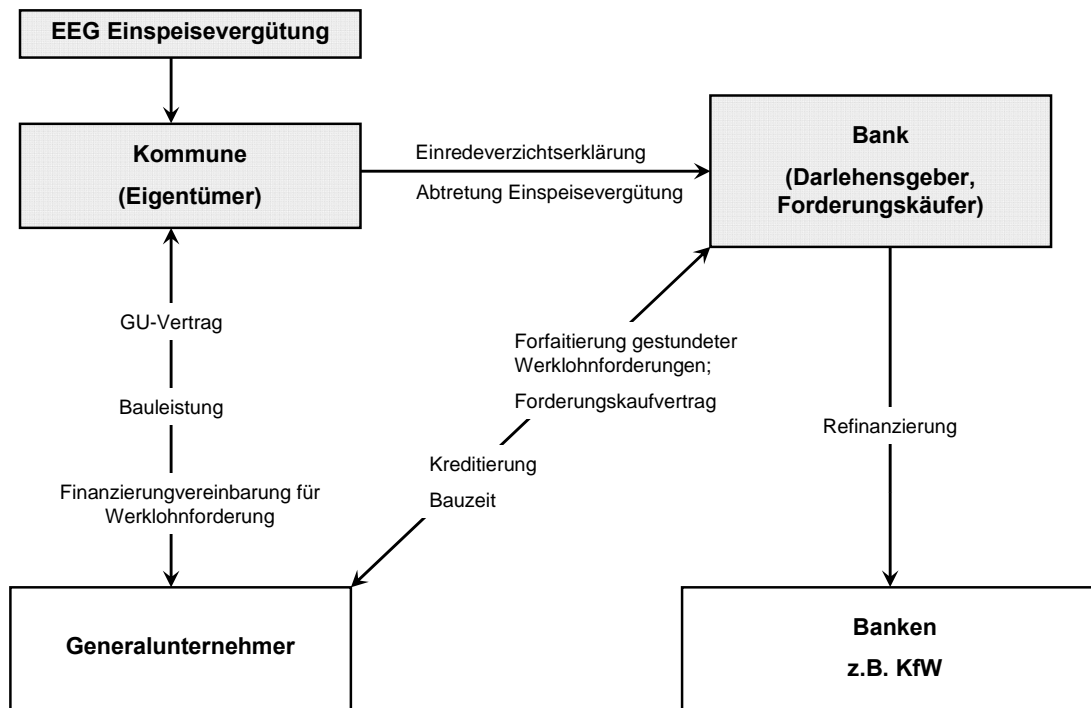 EEG Einspeisevergütung
Kommune
(Eigentümer)
Einredeverzichtserklärung
Abtretung Einspeisevergütung
Bank
(Darlehensgeber,
Forderungskäufer)
GU-Vertrag
Bauleistung
Finanzierungvereinbarung für
Werklohnforderung
Forfaitierung gestundeter
Werklohnforderungen;
Forderungskaufvertrag
Kreditierung
Bauzeit
Refinanzierung
Generalunternehmer
Banken
z.B. KfW